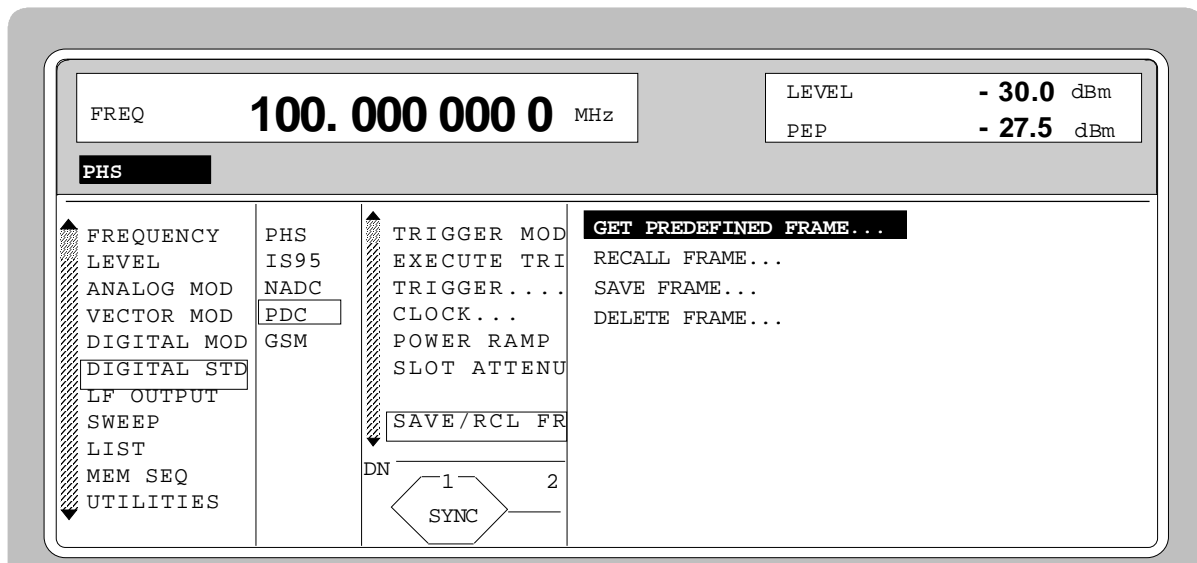 FREQ 100. 000 000 0 MHz
LEVEL - 30.0 dBm
PEP - 27.5 dBm
PHS
FREQUENCY
LEVEL
ANALOG MOD
VECTOR MOD
DIGITAL MOD
DIGITAL STD
LF OUTPUT
SWEEP
LIST
MEM SEQ
UTILITIES
PHS
IS95
NADC
PDC
GSM
TRIGGER MOD
EXECUTE TRI
TRIGGER....
CLOCK...
POWER RAMP
SLOT ATTENU
SAVE/RCL FR
DN 1 2
SYNC
GET PREDEFINED FRAME...
RECALL FRAME...
SAVE FRAME...
DELETE FRAME...